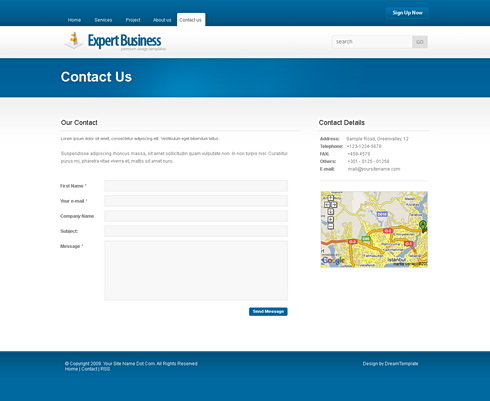 Home Services Project About us Contact us
Sign Up Now
Expert Business
premium design templates
search GO
Contact Us
Our Contact
Lorem ipsum dolor sit amet, consectetur adipiscing elit. Vestibulum eget bibendum tellus.
Suspendisse adipiscing rhoncus massa, sit amet sollicitudin quam vulputate non. In non turpis nisl. Curabitur
purus mi, pharetra vitae viverra et, mattis sit amet nunc.
First Name *
Your e-mail *
Company Name
Subject:
Message *
Send Message
Contact Details
Address: Sample Road, Greenvalley, 12
Telephone: +123-1234-5678
FAX: +458-4578
Others: +301 - 0125 - 01258
E-mail: mail@yoursitename.com
Istanbul
Google
© Copyright 2009. Your Site Name Dot Com. All Rights Reserved
Home | Contact | RSS
Design by DreamTemplate